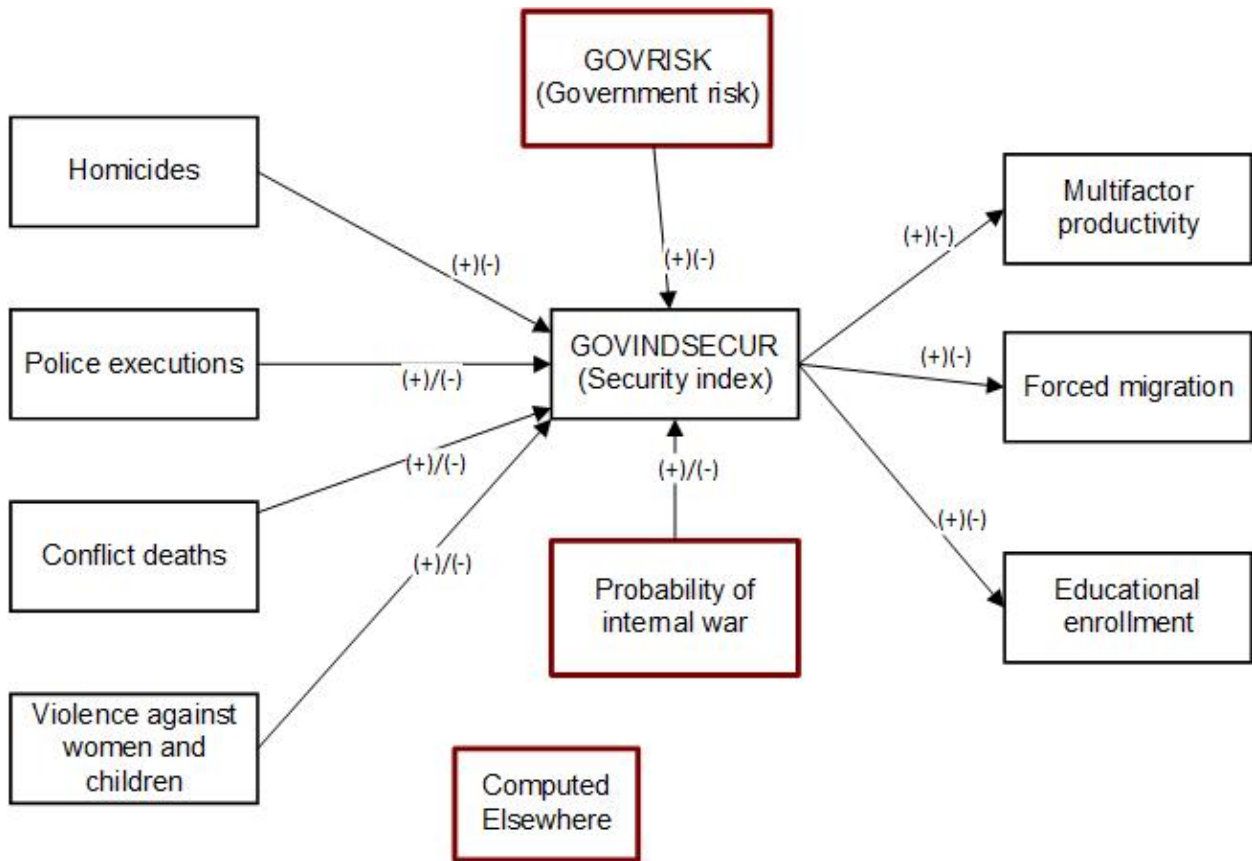 GOVRISK
(Government risk)
Homicides
Multifactor
productivity
(+)(-)
(+)(-)
(+)(-)
Police executions
(+)/(-)
GOVINDSECUR
(Security index)
(+)(-)
Forced migration
Conflict deaths
(+)/(-)
(+)/(-)
(+)(-)
(+)/(-)
Probability of
internal war
Educational
enrollment
Violence against
women and
children
Computed
Elsewhere